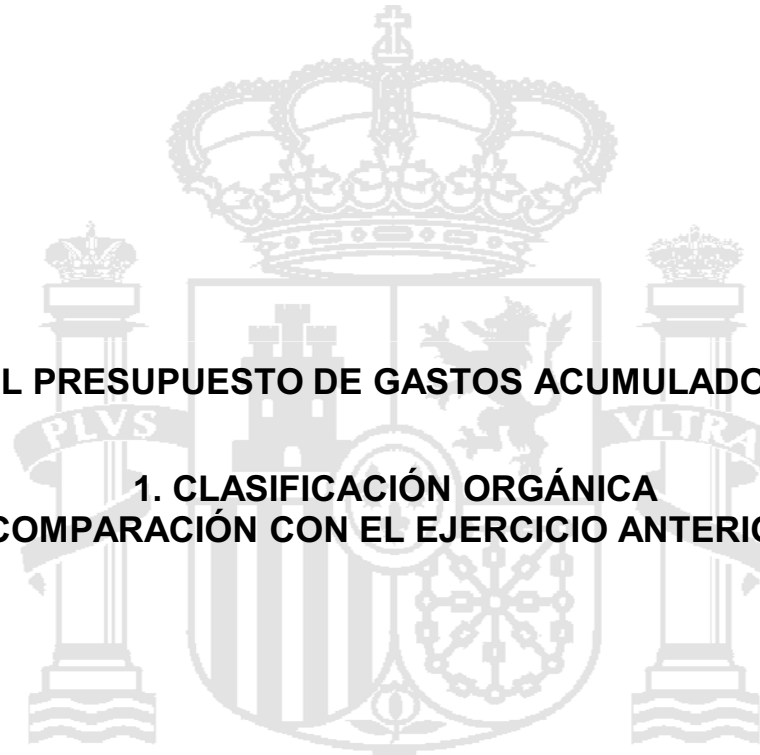 L PRESUPUESTO DE GASTOS ACUMULADO
PLVS VLTRA
1. CLASIFICACIÓN ORGÁNICA
COMPARACIÓN CON EL EJERCICIO ANTERIO